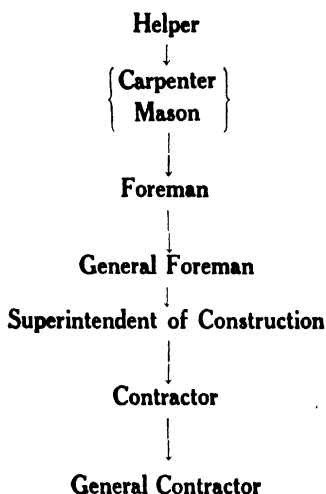 Helper
Carpenter
Mason
Foreman
General Foreman
Superintendent of Construction
Contractor
General Contractor